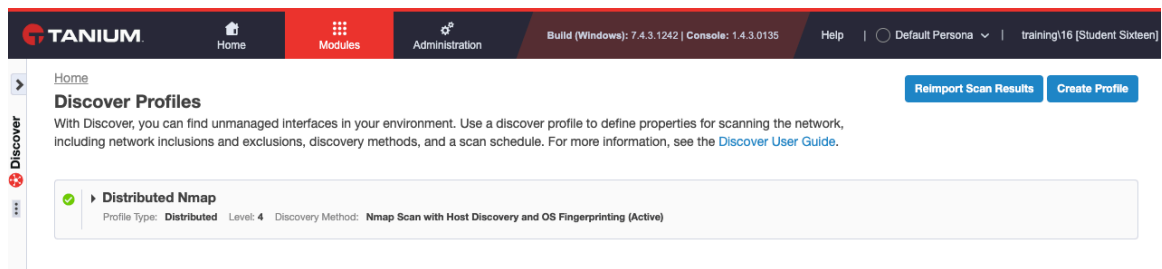 TANIUM.
Home
Modules
Administration
Build (Windows): 7.4.3.1242 | Console: 1.4.3.0135
Help | Default Persona | training\16 [Student Sixteen]
Discover
Home
Reimport Scan Results
Create Profile
Discover Profiles
With Discover, you can find unmanaged interfaces in your environment. Use a discover profile to define properties for scanning the network,
including network inclusions and exclusions, discovery methods, and a scan schedule. For more information, see the Discover User Guide.
Distributed Nmap
Profile Type: Distributed Level: 4 Discovery Method: Nmap Scan with Host Discovery and OS Fingerprinting (Active)